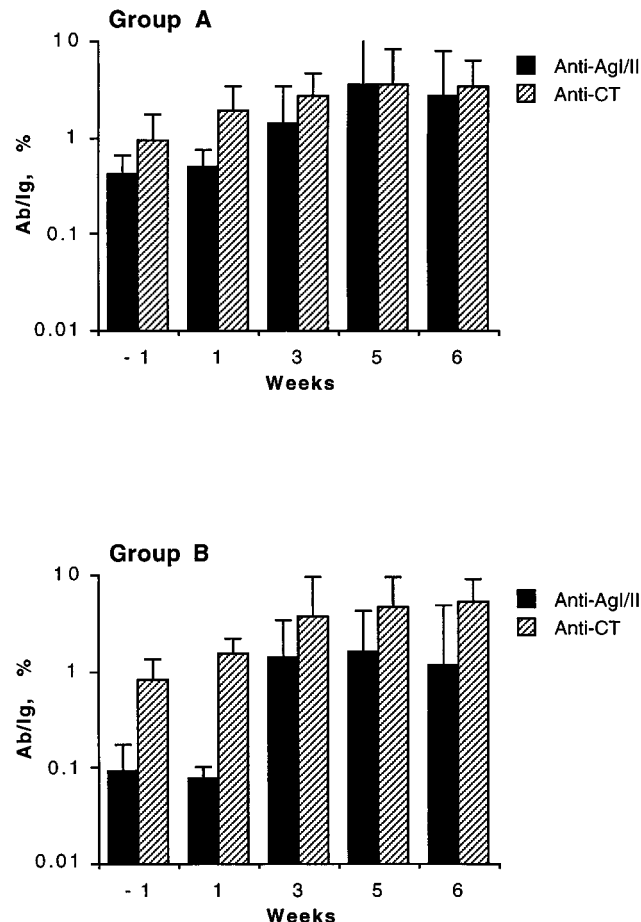 Group A
10
1
0.1
0.01
Ab/Ig, %
- 1 1 3 5 6
Weeks
Anti-AgI/II
Anti-CT
Group B
10
1
0.1
0.01
Ab/Ig, %
- 1 1 3 5 6
Weeks
Anti-AgI/II
Anti-CT